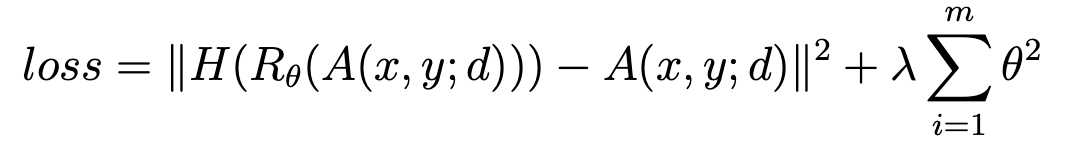 loss = ‖H(R_θ(A(x, y; d))) − A(x, y; d)‖² + λ ∑_{i=1}^{m} θ²